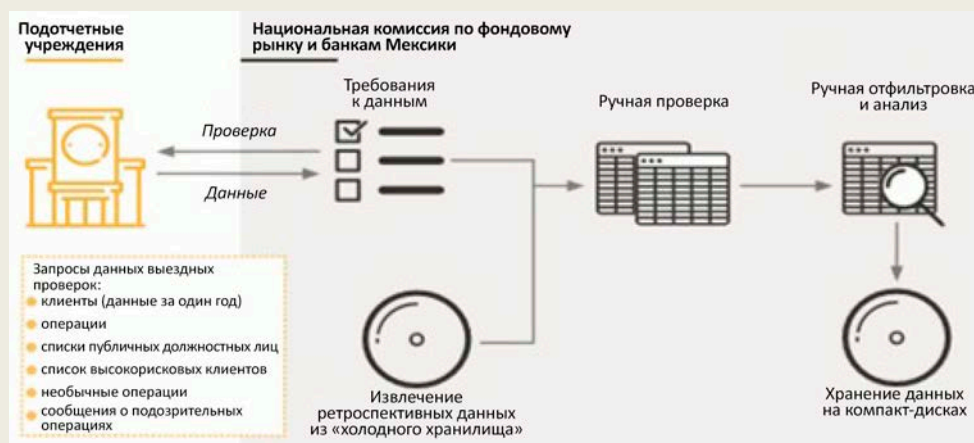 Подотчетные
учреждения
Национальная комиссия по фондовому
рынку и банкам Мексики
Требования
к данным
Ручная проверка
Ручная отфильтровка
и анализ
Проверка
Данные
Запросы данных выездных
проверок:
клиенты (данные за один год)
операции
списки публичных должностных лиц
список высокорисковых клиентов
необычные операции
сообщения о подозрительных
операциях
Извлечение
ретроспективных данных
из «холодного хранилища»
Хранение данных
на компакт-дисках